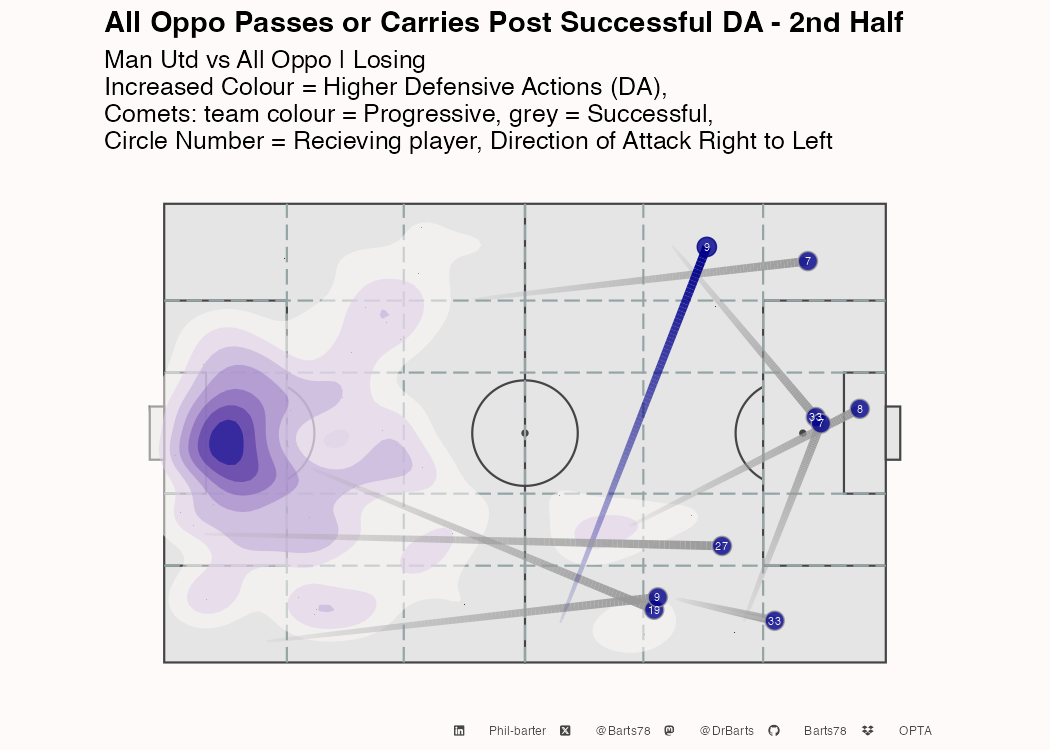 All Oppo Passes or Carries Post Successful DA - 2nd Half
Man Utd vs All Oppo | Losing
Increased Colour = Higher Defensive Actions (DA),
Comets: team colour = Progressive, grey = Successful,
Circle Number = Recieving player, Direction of Attack Right to Left
9
7
33
7
8
27
9
19
33
Phil-barter @Barts78 @DrBarts Barts78 OPTA